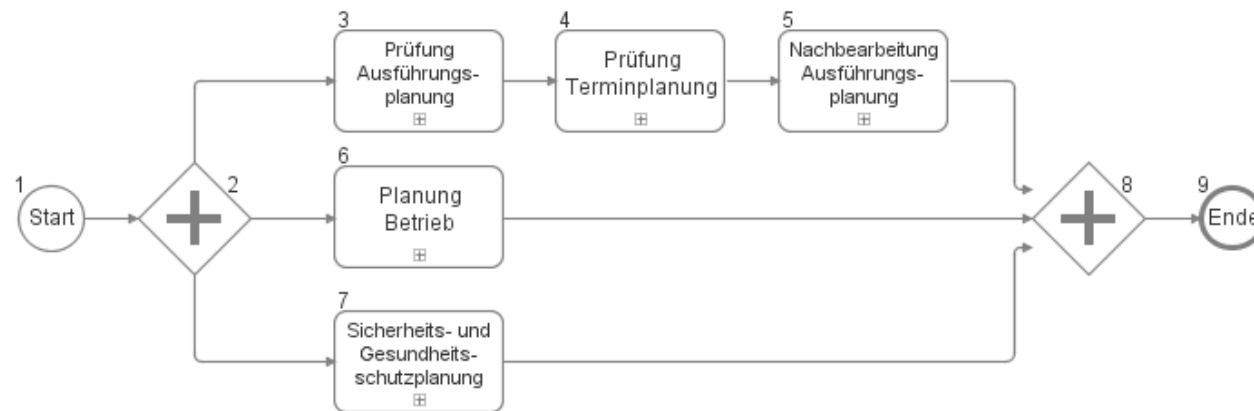 3
Prüfung
Ausführungs-
planung
4
Prüfung
Terminplanung
5
Nachbearbeitung
Ausführungs-
planung
1
Start
2
6
Planung
Betrieb
7
Sicherheits- und
Gesundheits-
schutzplanung
8
9
Ende